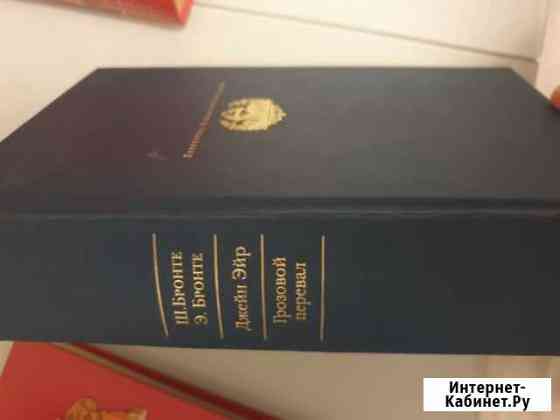 Ш.БРОНТЕ
Э. БРОНТЕ
Джейн Эйр
Грозовой
перевал
Интернет-
Кабинет.Ру